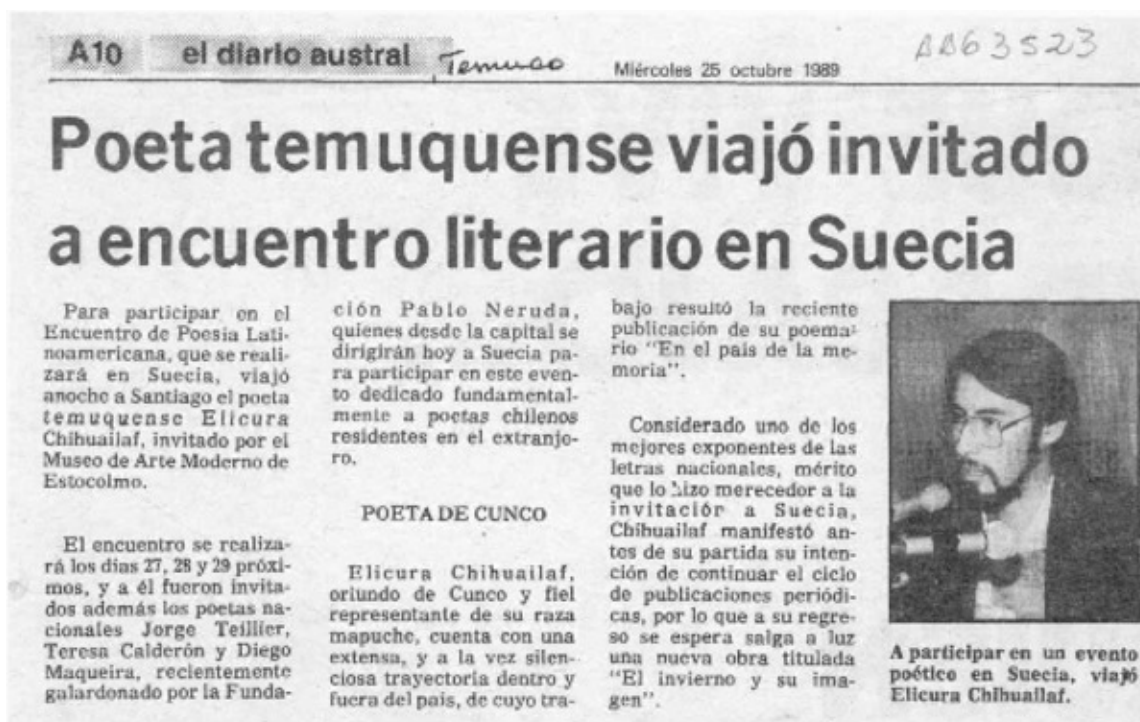 A10 el diario austral Temuco Miércoles 25 octubre 1989 AA63523
Poeta temuquense viajó invitado
a encuentro literario en Suecia
Para participar en el
Encuentro de Poesía Lati-
noamericana, que se reali-
zará en Suecia, viajó
anoche a Santiago el poeta
temuquense Elicura
Chihuailaf, invitado por el
Museo de Arte Moderno de
Estocolmo.
El encuentro se realiza-
rá los días 27, 28 y 29 próxi-
mos, y a él fueron invita-
dos además los poetas na-
cionales Jorge Teillier,
Teresa Calderón y Diego
Maqueira, recientemente
galardonado por la Funda-
ción Pablo Neruda,
quienes desde la capital se
dirigirán hoy a Suecia pa-
ra participar en este even-
to dedicado fundamental-
mente a poetas chilenos
residentes en el extranje-
ro.
POETA DE CUNCO
Elicura Chihuailaf,
oriundo de Cunco y fiel
representante de su raza
mapuche, cuenta con una
extensa, y a la vez silen-
ciosa trayectoria dentro y
fuera del país, de cuyo tra-
bajo resultó la reciente
publicación de su poema-
rio "En el país de la me-
moria".
Considerado uno de los
mejores exponentes de las
letras nacionales, mérito
que lo hizo merecedor a la
invitación a Suecia,
Chihuailaf manifestó an-
tes de su partida su inten-
ción de continuar el ciclo
de publicaciones periódi-
cas, por lo que a su regre-
so se espera salga a luz
una nueva obra titulada
"El invierno y su ima-
gen".
A participar en un evento
poético en Suecia, viajó
Elicura Chihuailaf.